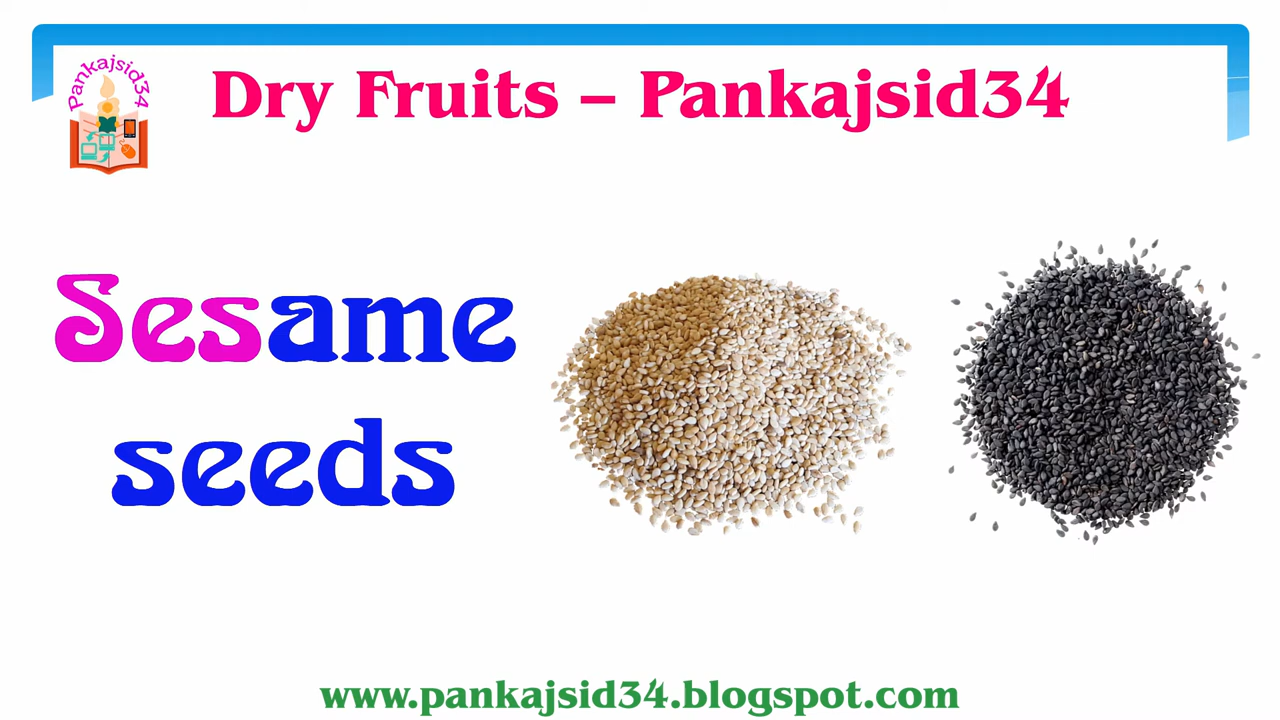 Pankajsid34
Dry Fruits – Pankajsid34
Sesame
seeds
www.pankajsid34.blogspot.com